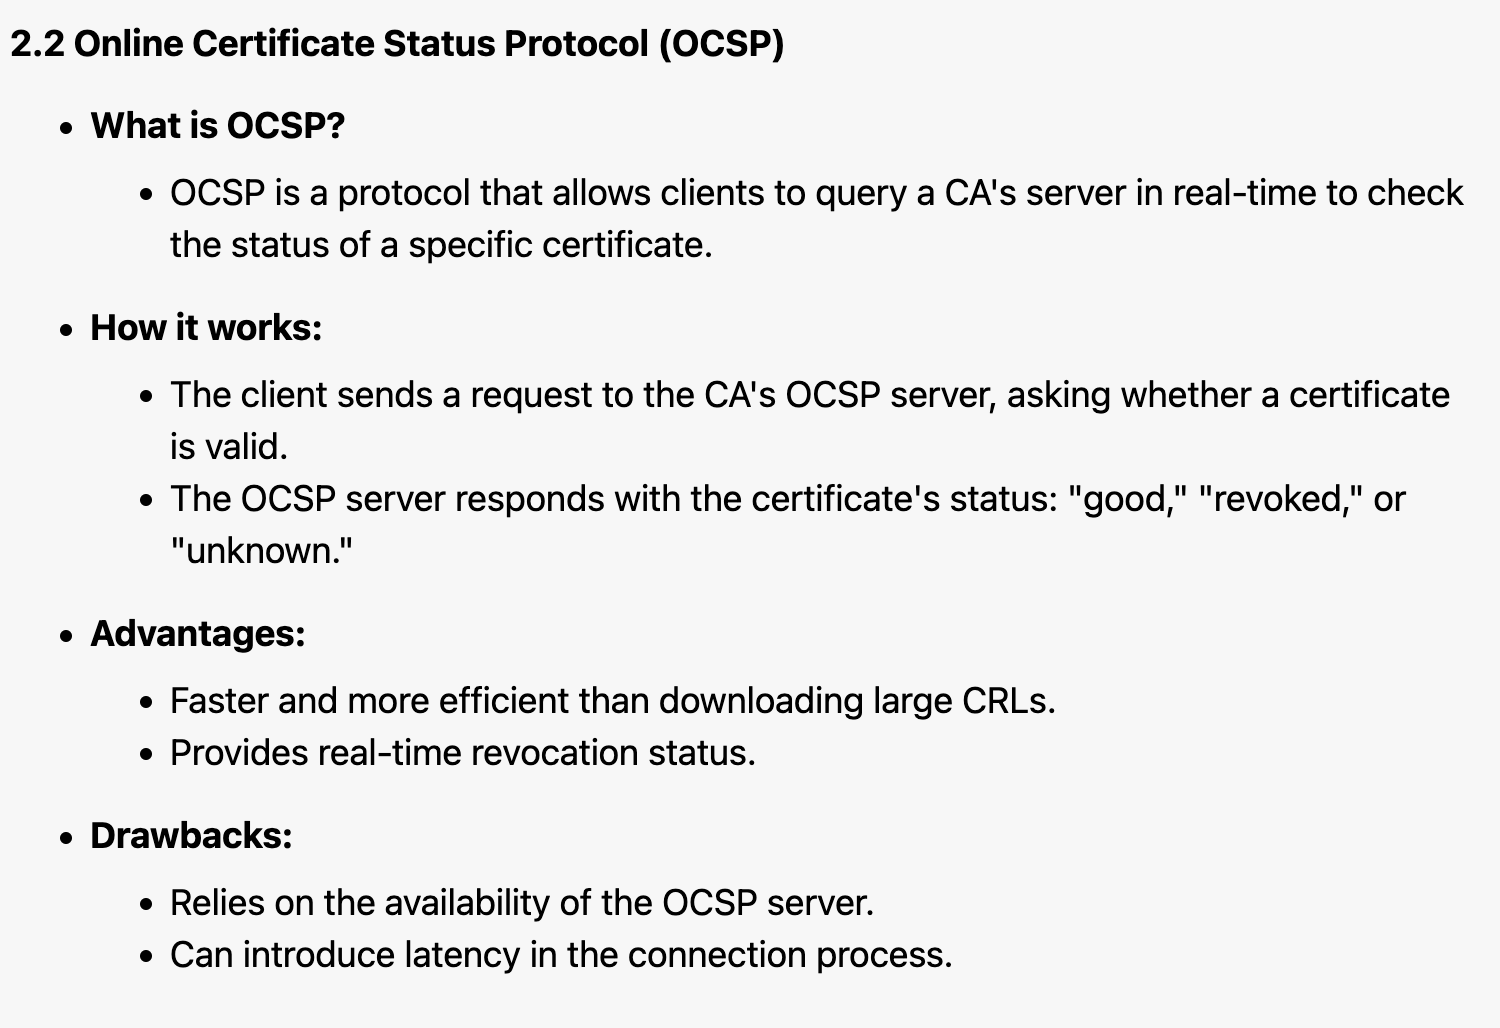 2.2 Online Certificate Status Protocol (OCSP)
• What is OCSP?
• OCSP is a protocol that allows clients to query a CA's server in real-time to check
the status of a specific certificate.
• How it works:
• The client sends a request to the CA's OCSP server, asking whether a certificate
is valid.
• The OCSP server responds with the certificate's status: "good," "revoked," or
"unknown."
• Advantages:
• Faster and more efficient than downloading large CRLs.
• Provides real-time revocation status.
• Drawbacks:
• Relies on the availability of the OCSP server.
• Can introduce latency in the connection process.